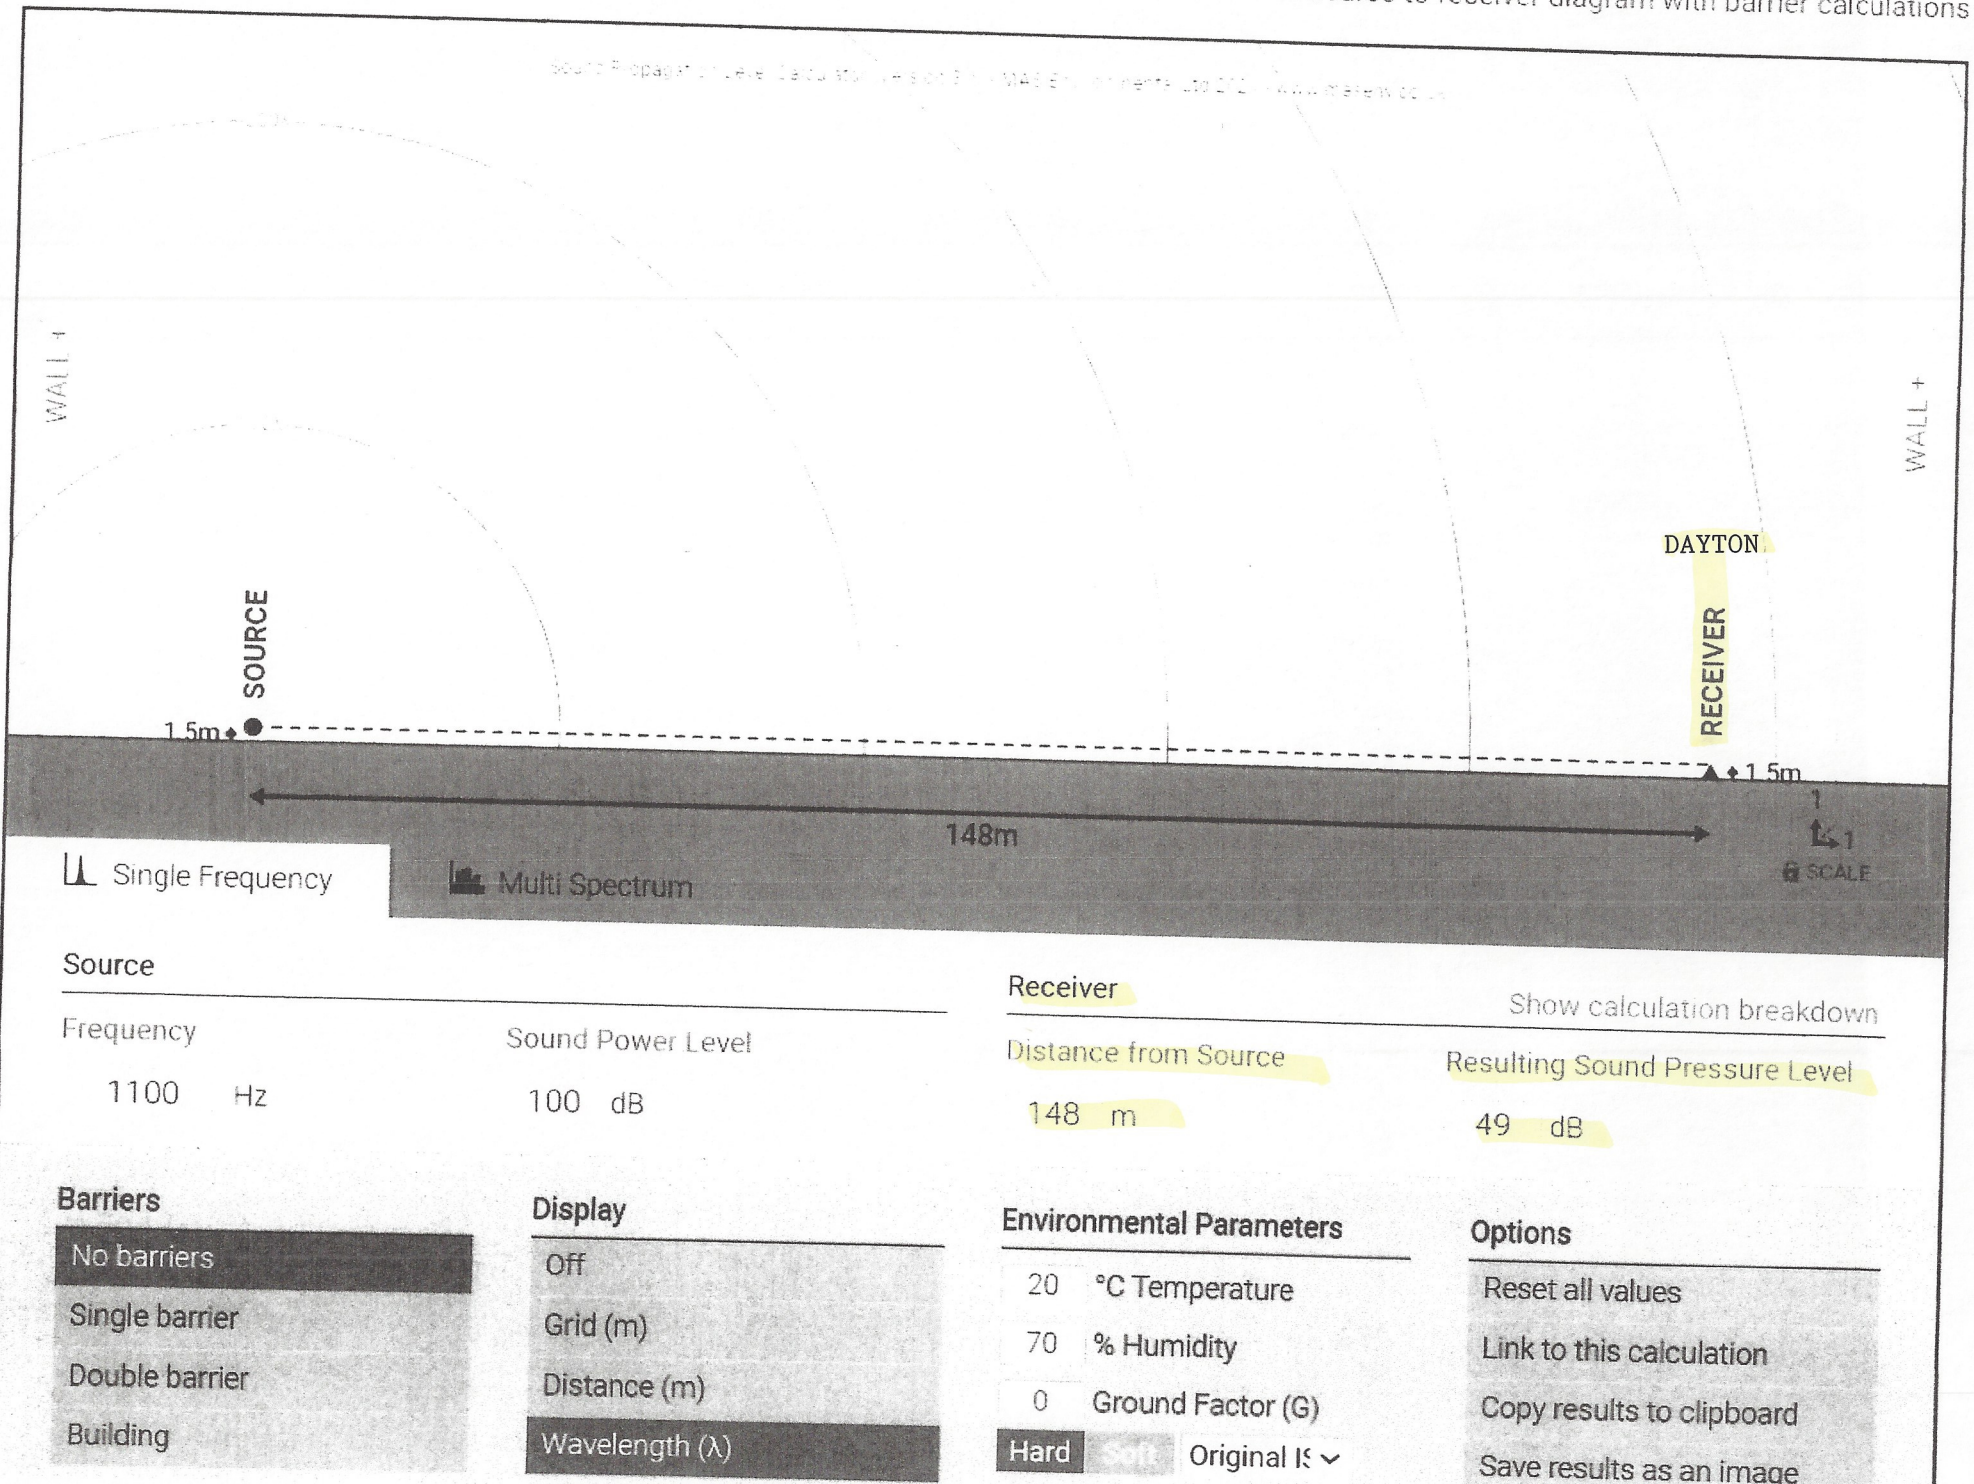 to receiver diagram with barrier calculations
WALL +
WALL +
DAYTON
SOURCE
RECEIVER
1.5m
1.5m
148m
1
1
SCALE
Single Frequency
Multi Spectrum
Source
Receiver
Show calculation breakdown
Frequency
Sound Power Level
Distance from Source
Resulting Sound Pressure Level
1100 Hz
100 dB
148 m
49 dB
Barriers
No barriers
Single barrier
Double barrier
Building
Display
Off
Grid (m)
Distance (m)
Wavelength (λ)
Environmental Parameters
20 °C Temperature
70 % Humidity
0 Ground Factor (G)
Hard Soft Original IS
Options
Reset all values
Link to this calculation
Copy results to clipboard
Save results as an image